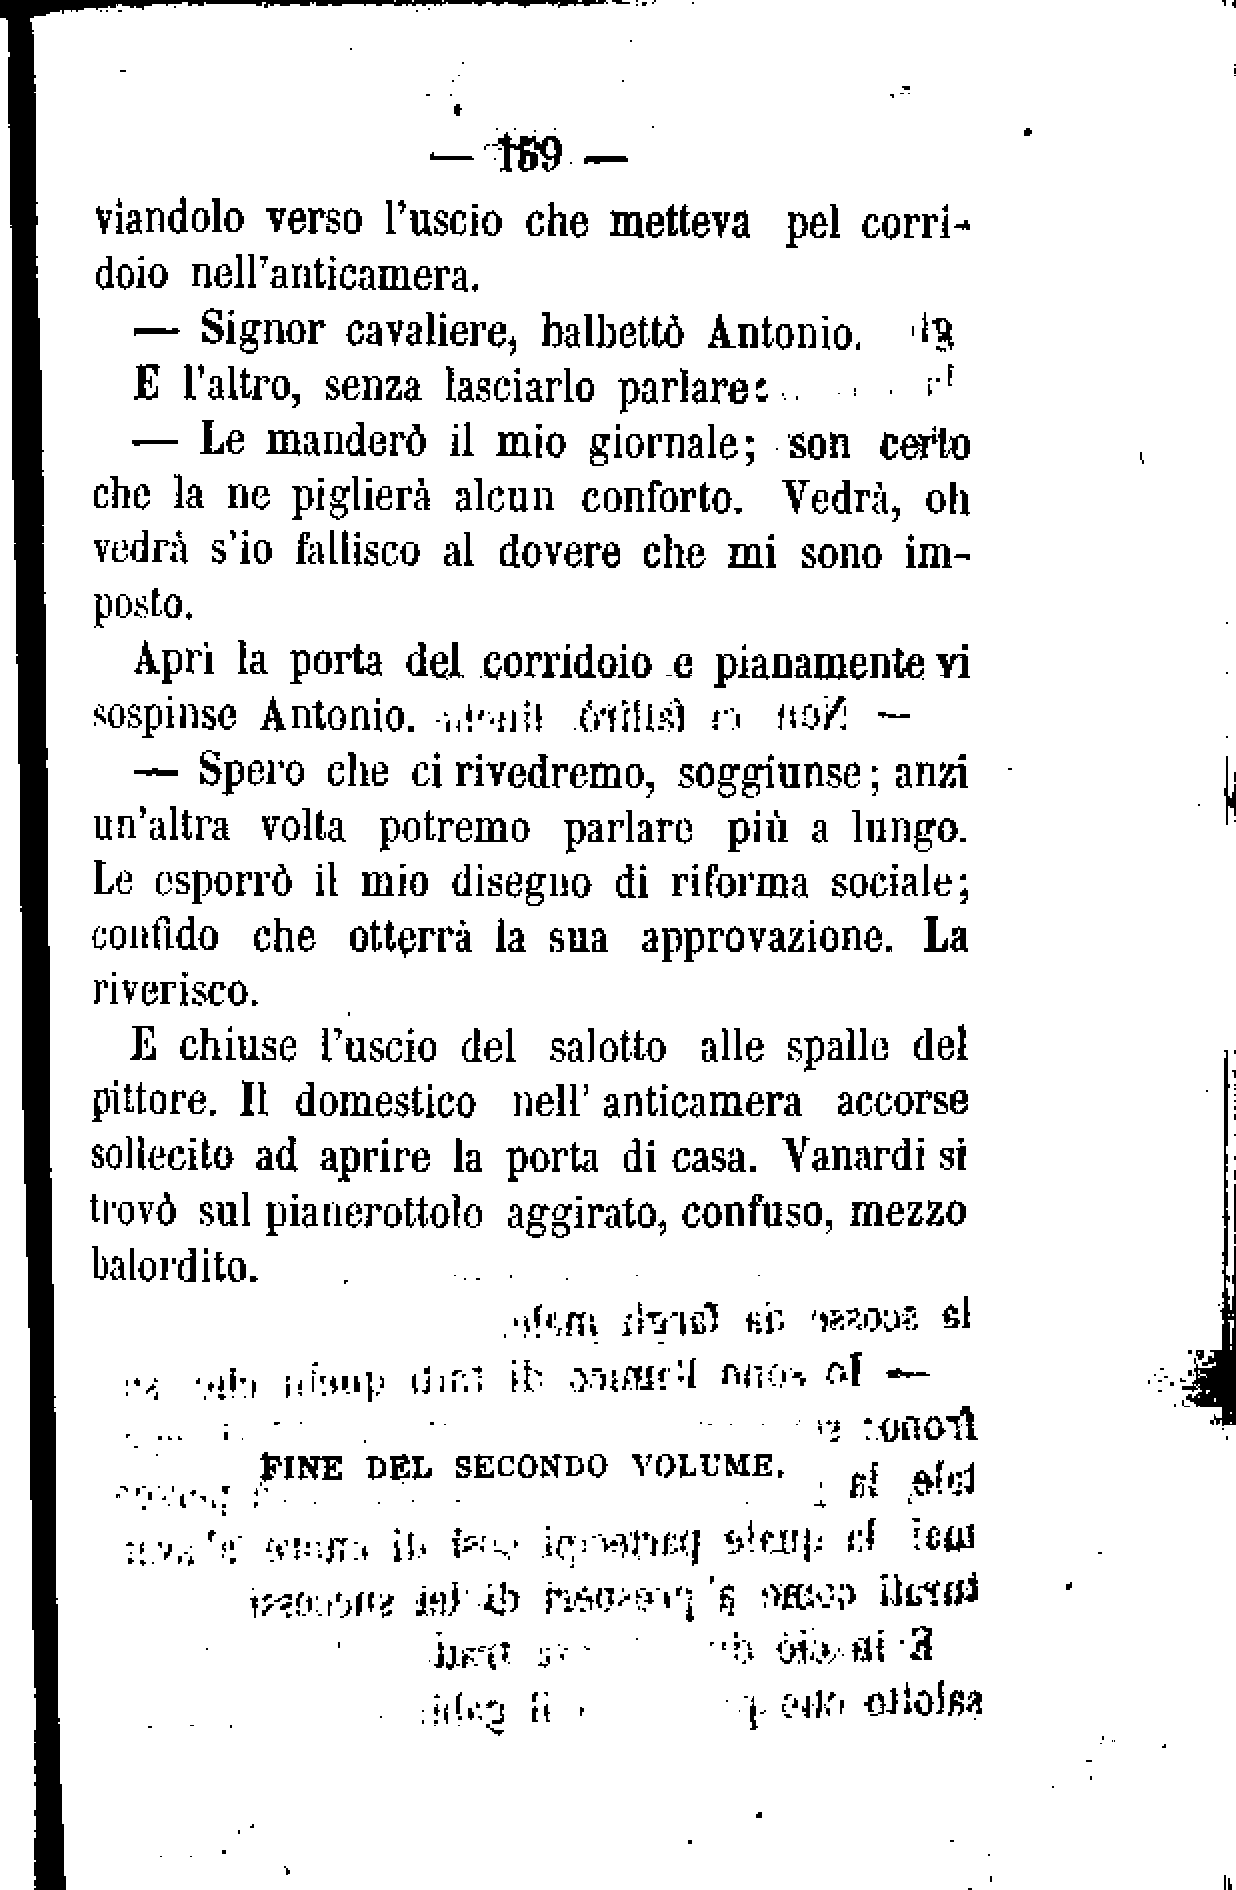 — 159 —
viandolo verso l'uscio che metteva pel corri-
doio nell'anticamera.
— Signor cavaliere, balbettò Antonio.
E l'altro, senza lasciarlo parlare:
— Le manderò il mio giornale; son certo
che la ne piglierà alcun conforto. Vedrà, oh
vedrà s'io fallisco al dovere che mi sono im-
posto.
Aprì la porta del corridoio e pianamente vi
sospinse Antonio.
— Spero che ci rivedremo, soggiunse; anzi
un'altra volta potremo parlare più a lungo.
Le esporrò il mio disegno di riforma sociale;
confido che otterrà la sua approvazione. La
riverisco.
E chiuse l'uscio del salotto alle spalle del
pittore. Il domestico nell' anticamera accorse
sollecito ad aprire la porta di casa. Vanardi si
trovò sul pianerottolo aggirato, confuso, mezzo
balordito.
FINE DEL SECONDO VOLUME.